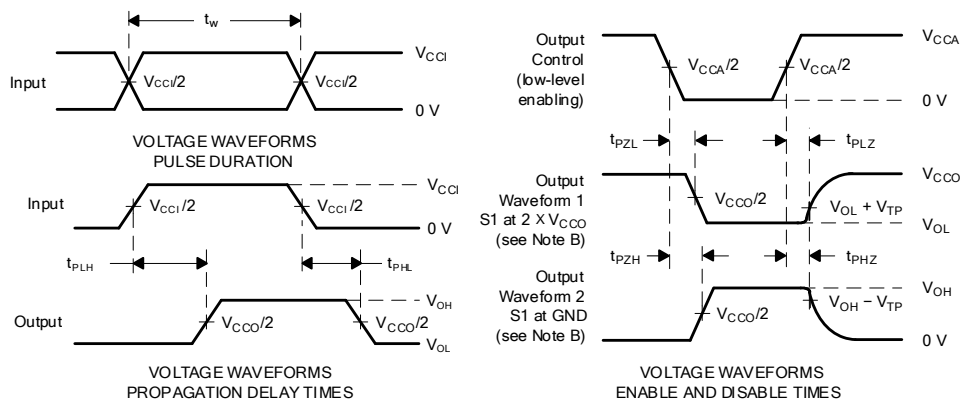 tw
VCCI
Input
VCCI/2
VCCI/2
0 V
VOLTAGE WAVEFORMS
PULSE DURATION
VCCI
Input
VCCI/2
VCCI/2
0 V
tPLH
tPHL
VOH
Output
VCCO/2
VCCO/2
VOL
VOLTAGE WAVEFORMS
PROPAGATION DELAY TIMES
Output
Control
(low-level
enabling)
VCCA
VCCA/2
VCCA/2
0 V
tPZL
tPLZ
Output
Waveform 1
S1 at 2 X VCCO
(see Note B)
VCCO
VCCO/2
VOL + VTP
VOL
tPZH
tPHZ
Output
Waveform 2
S1 at GND
(see Note B)
VOH
VCCO/2
VOH − VTP
0 V
VOLTAGE WAVEFORMS
ENABLE AND DISABLE TIMES